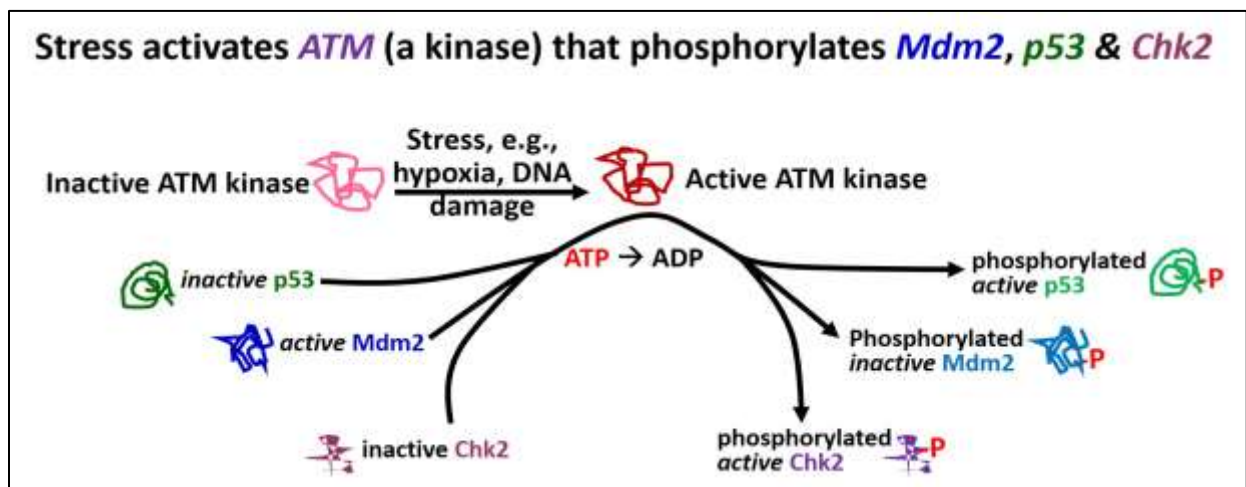 Stress activates ATM (a kinase) that phosphorylates Mdm2, p53 & Chk2
Stress, e.g.,
hypoxia, DNA
damage
Inactive ATM kinase
Active ATM kinase
ATP → ADP
inactive p53
active Mdm2
inactive Chk2
phosphorylated
active p53
-P
Phosphorylated
inactive Mdm2
-P
phosphorylated
active Chk2
-P